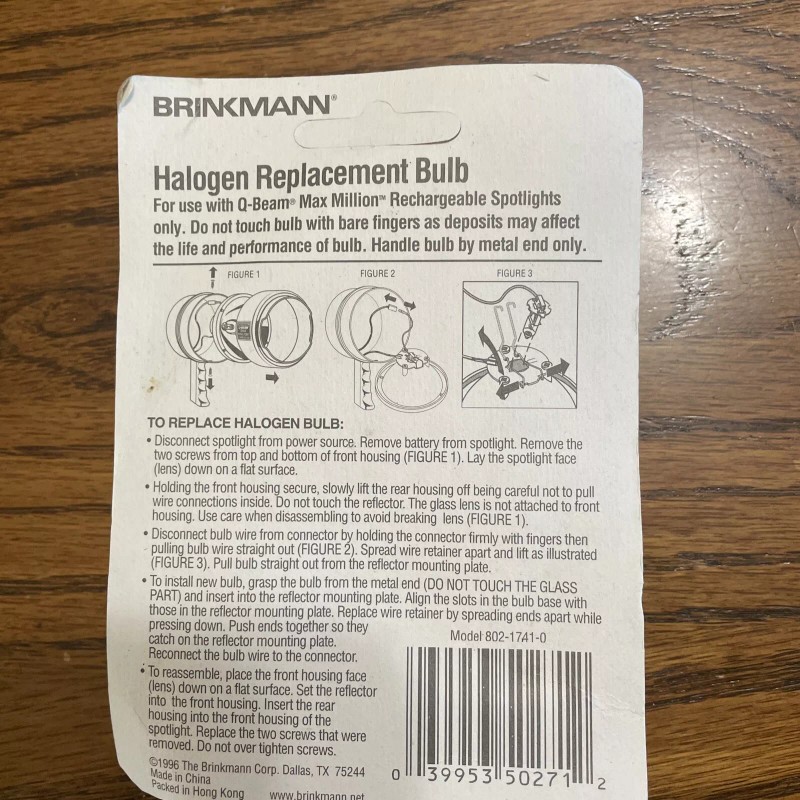 BRINKMANN®
Halogen Replacement Bulb
For use with Q-Beam® Max Million™ Rechargeable Spotlights
only. Do not touch bulb with bare fingers as deposits may affect
the life and performance of bulb. Handle bulb by metal end only.
FIGURE 1
FIGURE 2
FIGURE 3
TO REPLACE HALOGEN BULB:
• Disconnect spotlight from power source. Remove battery from spotlight. Remove the
two screws from top and bottom of front housing (FIGURE 1). Lay the spotlight face
(lens) down on a flat surface.
• Holding the front housing secure, slowly lift the rear housing off being careful not to pull
wire connections inside. Do not touch the reflector. The glass lens is not attached to front
housing. Use care when disassembling to avoid breaking lens (FIGURE 1).
• Disconnect bulb wire from connector by holding the connector firmly with fingers then
pulling bulb wire straight out (FIGURE 2). Spread wire retainer apart and lift as illustrated
(FIGURE 3). Pull bulb straight out from the reflector mounting plate.
• To install new bulb, grasp the bulb from the metal end (DO NOT TOUCH THE GLASS
PART) and insert into the reflector mounting plate. Align the slots in the bulb base with
those in the reflector mounting plate. Replace wire retainer by spreading ends apart while
pressing down. Push ends together so they
catch on the reflector mounting plate.
Reconnect the bulb wire to the connector.
• To reassemble, place the front housing face
(lens) down on a flat surface. Set the reflector
into the front housing. Insert the rear
housing into the front housing of the
spotlight. Replace the two screws that were
removed. Do not over tighten screws.
©1996 The Brinkmann Corp. Dallas, TX 75244
Made in China
Packed in Hong Kong www.brinkmann.net
Model 802-1741-0
0 39953 50271 2